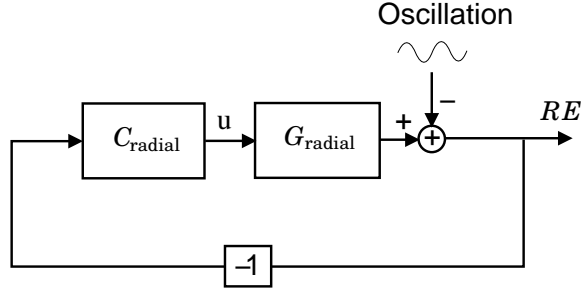 Oscillation
−
RE
C_radial
u
G_radial
+
+
−1